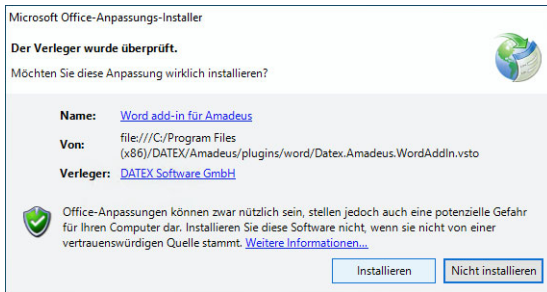 Microsoft Office-Anpassungs-Installer
Der Verleger wurde überprüft.
Möchten Sie diese Anpassung wirklich installieren?
Name: Word add-in für Amadeus
Von: file:///C:/Program Files
(x86)/DATEX/Amadeus/plugins/word/Datex.Amadeus.WordAddIn.vsto
Verleger: DATEX Software GmbH
Office-Anpassungen können zwar nützlich sein, stellen jedoch auch eine potenzielle Gefahr
für Ihren Computer dar. Installieren Sie diese Software nicht, wenn sie nicht von einer
vertrauenswürdigen Quelle stammt. Weitere Informationen...
Installieren Nicht installieren